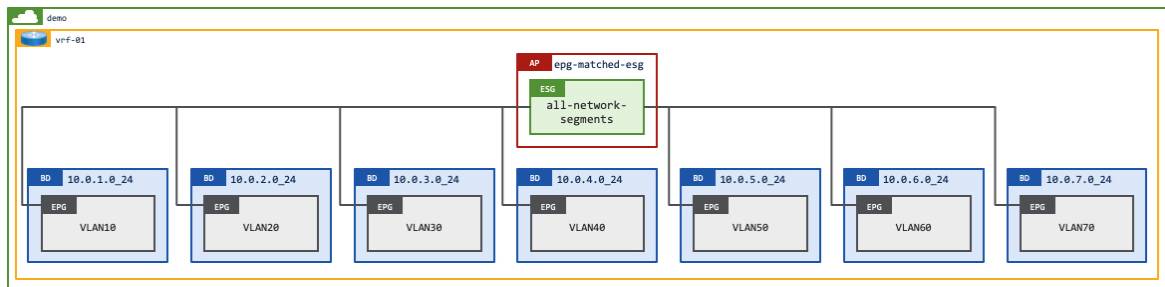 demo
vrf-01
AP epg-matched-esg
ESG
all-network-
segments
BD 10.0.1.0_24
EPG
VLAN10
BD 10.0.2.0_24
EPG
VLAN20
BD 10.0.3.0_24
EPG
VLAN30
BD 10.0.4.0_24
EPG
VLAN40
BD 10.0.5.0_24
EPG
VLAN50
BD 10.0.6.0_24
EPG
VLAN60
BD 10.0.7.0_24
EPG
VLAN70